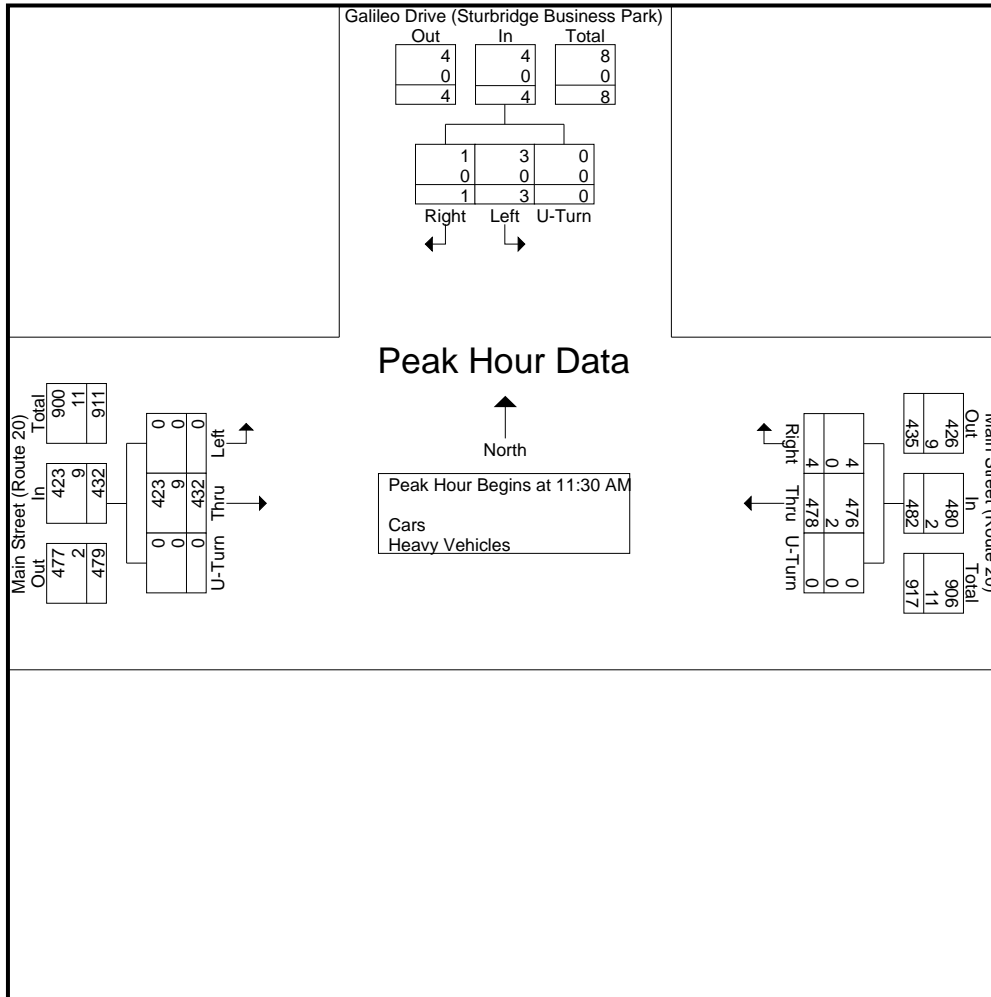 Galileo Drive (Sturbridge Business Park)
Out In Total
4 4 8
0 0 0
4 4 8
1 3 0
0 0 0
1 3 0
Right Left U-Turn
Peak Hour Data
North
Peak Hour Begins at 11:30 AM
Cars
Heavy Vehicles
Main Street (Route 20)
Out In Total
477 423 900
2 9 11
479 432 911
U-Turn Thru Left
0 423 0
0 9 0
0 432 0
Main Street (Route 20)
Out In Total
426 480 906
9 2 11
435 482 917
Right Thru U-Turn
4 476 0
0 2 0
4 478 0